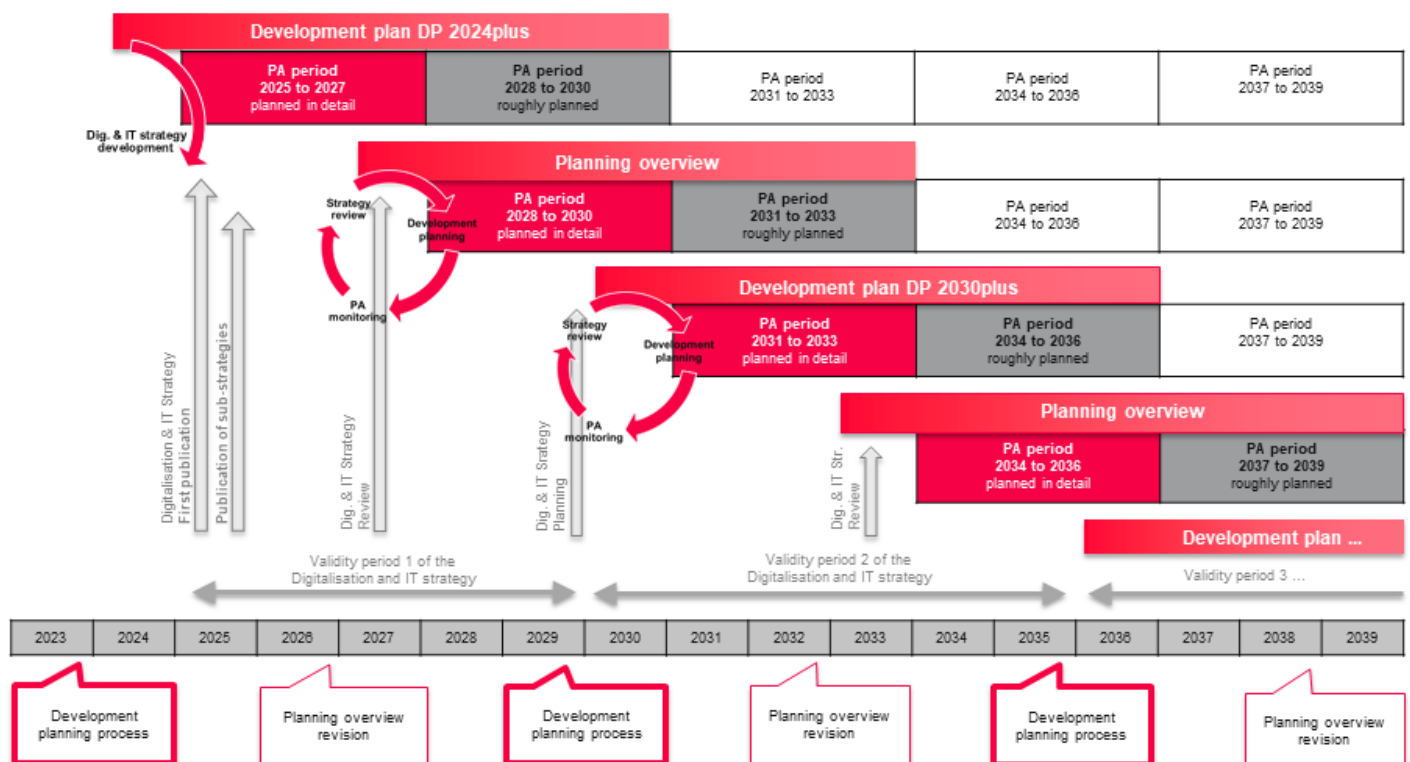 Development plan DP 2024plus
PA period
2025 to 2027
planned in detail
PA period
2028 to 2030
roughly planned
PA period
2031 to 2033
PA period
2034 to 2036
PA period
2037 to 2039
Dig. & IT strategy
development
Planning overview
PA period
2028 to 2030
planned in detail
PA period
2031 to 2033
roughly planned
PA period
2034 to 2036
PA period
2037 to 2039
Strategy
review
Development
planning
PA
monitoring
Development plan DP 2030plus
PA period
2031 to 2033
planned in detail
PA period
2034 to 2036
roughly planned
PA period
2037 to 2039
Strategy
review
Development
planning
PA
monitoring
Planning overview
PA period
2034 to 2036
planned in detail
PA period
2037 to 2039
roughly planned
Development plan ...
Digitalisation & IT Strategy
First publication
Publication of sub-strategies
Dig. & IT Strategy
Review
Dig. & IT Srategy
Planning
Dig. & IT Str.
Review
Validity period 1 of the
Digitalisation and IT strategy
Validity period 2 of the
Digitalisation and IT strategy
Validity period 3 ...
2023 2024 2025 2026 2027 2028 2029 2030 2031 2032 2033 2034 2035 2036 2037 2038 2039
Development
planning process
Planning overview
revision
Development
planning process
Planning overview
revision
Development
planning process
Planning overview
revision